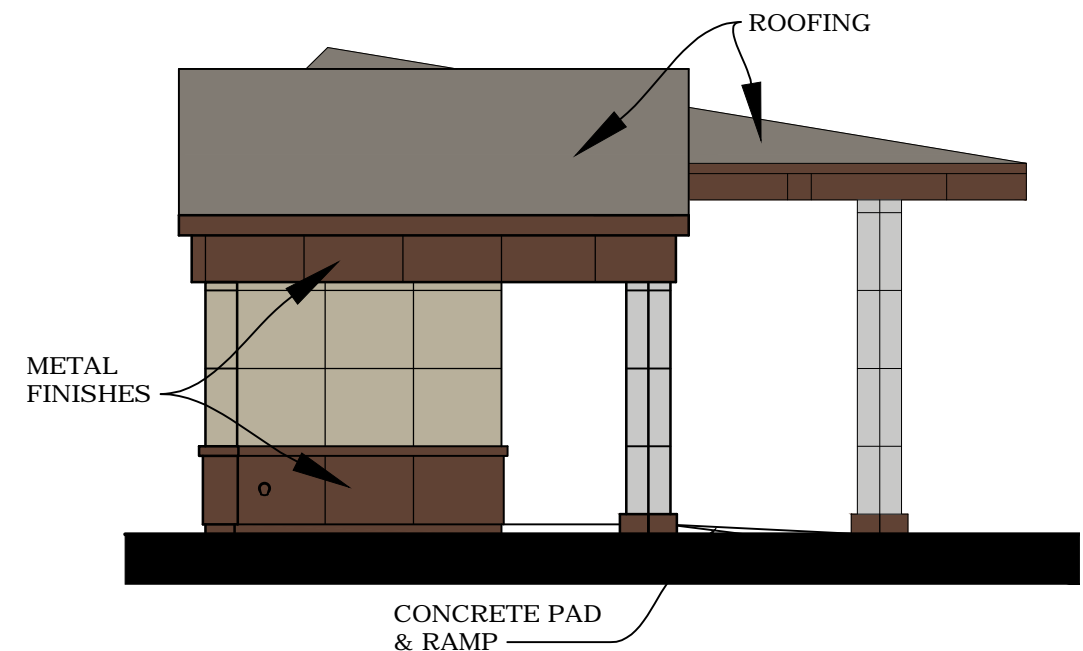 ROOFING
METAL
FINISHES
CONCRETE PAD
& RAMP